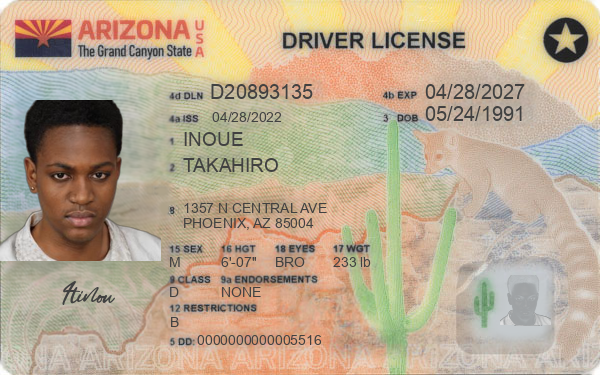 ARIZONA USA
The Grand Canyon State
DRIVER LICENSE
4d DLN D20893135
4b EXP 04/28/2027
4a ISS 04/28/2022
3 DOB 05/24/1991
1 INOUE
2 TAKAHIRO
8 1357 N CENTRAL AVE
PHOENIX, AZ 85004
15 SEX 16 HGT 18 EYES 17 WGT
M 6'-07" BRO 233 lb
9 CLASS 9a ENDORSEMENTS
D NONE
12 RESTRICTIONS
B
5 DD: 0000000000005516
ARIZONA ARIZONA ARIZONA ARIZONA